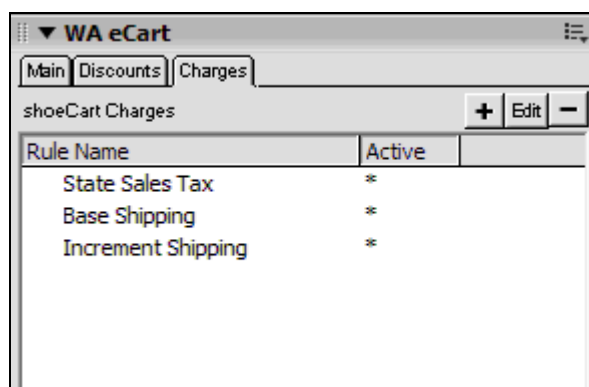 WA eCart
Main Discounts Charges
shoeCart Charges + Edit −
Rule Name Active
State Sales Tax *
Base Shipping *
Increment Shipping *